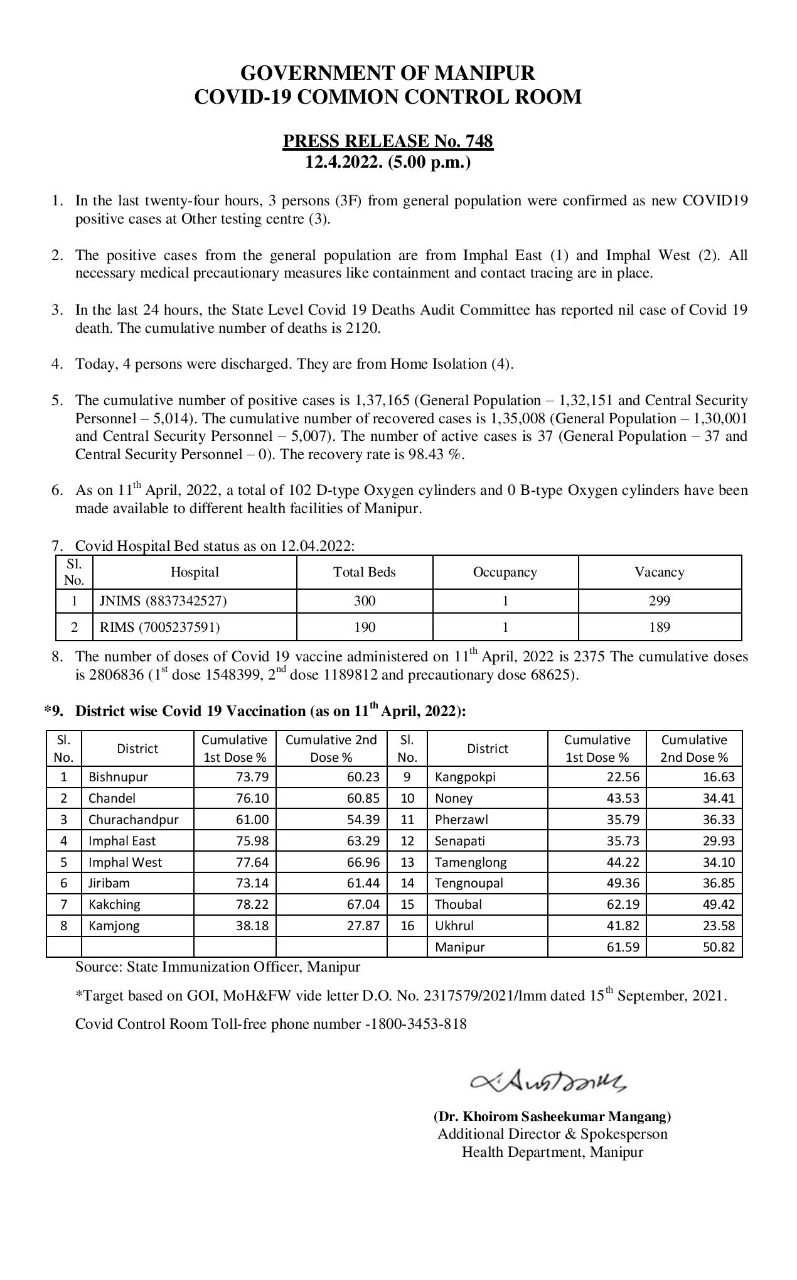 GOVERNMENT OF MANIPUR
COVID-19 COMMON CONTROL ROOM
PRESS RELEASE No. 748
12.4.2022. (5.00 p.m.)
1. In the last twenty-four hours, 3 persons (3F) from general population were confirmed as new COVID19
positive cases at Other testing centre (3).
2. The positive cases from the general population are from Imphal East (1) and Imphal West (2). All
necessary medical precautionary measures like containment and contact tracing are in place.
3. In the last 24 hours, the State Level Covid 19 Deaths Audit Committee has reported nil case of Covid 19
death. The cumulative number of deaths is 2120.
4. Today, 4 persons were discharged. They are from Home Isolation (4).
5. The cumulative number of positive cases is 1,37,165 (General Population – 1,32,151 and Central Security
Personnel – 5,014). The cumulative number of recovered cases is 1,35,008 (General Population – 1,30,001
and Central Security Personnel – 5,007). The number of active cases is 37 (General Population – 37 and
Central Security Personnel – 0). The recovery rate is 98.43 %.
6. As on 11th April, 2022, a total of 102 D-type Oxygen cylinders and 0 B-type Oxygen cylinders have been
made available to different health facilities of Manipur.
7. Covid Hospital Bed status as on 12.04.2022:
Sl. No. Hospital Total Beds Occupancy Vacancy
1 JNIMS (8837342527) 300 1 299
2 RIMS (7005237591) 190 1 189
8. The number of doses of Covid 19 vaccine administered on 11th April, 2022 is 2375 The cumulative doses
is 2806836 (1st dose 1548399, 2nd dose 1189812 and precautionary dose 68625).
*9. District wise Covid 19 Vaccination (as on 11th April, 2022):
Sl. No. District Cumulative 1st Dose % Cumulative 2nd Dose % Sl. No. District Cumulative 1st Dose % Cumulative 2nd Dose %
1 Bishnupur 73.79 60.23 9 Kangpokpi 22.56 16.63
2 Chandel 76.10 60.85 10 Noney 43.53 34.41
3 Churachandpur 61.00 54.39 11 Pherzawl 35.79 36.33
4 Imphal East 75.98 63.29 12 Senapati 35.73 29.93
5 Imphal West 77.64 66.96 13 Tamenglong 44.22 34.10
6 Jiribam 73.14 61.44 14 Tengnoupal 49.36 36.85
7 Kakching 78.22 67.04 15 Thoubal 62.19 49.42
8 Kamjong 38.18 27.87 16 Ukhrul 41.82 23.58
Manipur 61.59 50.82
Source: State Immunization Officer, Manipur
*Target based on GOI, MoH&FW vide letter D.O. No. 2317579/2021/Imm dated 15th September, 2021.
Covid Control Room Toll-free phone number -1800-3453-818
(Dr. Khoirom Sasheekumar Mangang)
Additional Director & Spokesperson
Health Department, Manipur